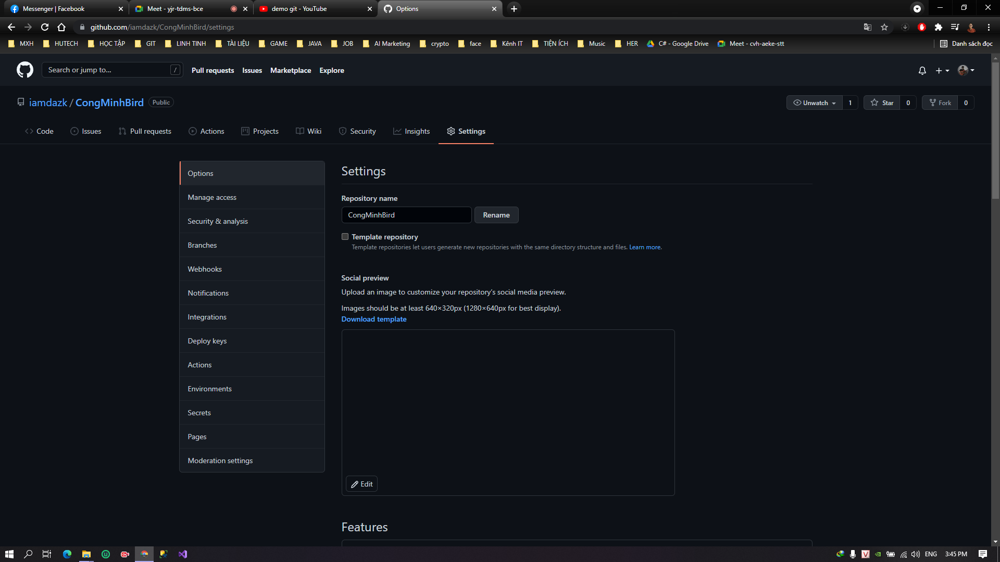 Messenger | Facebook
Meet - yjr-tdms-bce
demo git - YouTube
Options
github.com/iamdazk/CongMinhBird/settings
MXH HUTECH HỌC TẬP GIT LINH TINH TÀI LIỆU GAME JAVA JOB AI Marketing crypto face Kênh IT TIỆN ÍCH Music HER C# - Google Drive Meet - cvh-aeke-stt Danh sách đọc
Search or jump to... / Pull requests Issues Marketplace Explore
iamdazk / CongMinhBird Public Unwatch 1 Star 0 Fork 0
Code Issues Pull requests Actions Projects Wiki Security Insights Settings
Options
Manage access
Security & analysis
Branches
Webhooks
Notifications
Integrations
Deploy keys
Actions
Environments
Secrets
Pages
Moderation settings
Settings
Repository name
CongMinhBird Rename
Template repository
Template repositories let users generate new repositories with the same directory structure and files. Learn more.
Social preview
Upload an image to customize your repository’s social media preview.
Images should be at least 640×320px (1280×640px for best display).
Download template
Edit
Features
ENG 3:45 PM